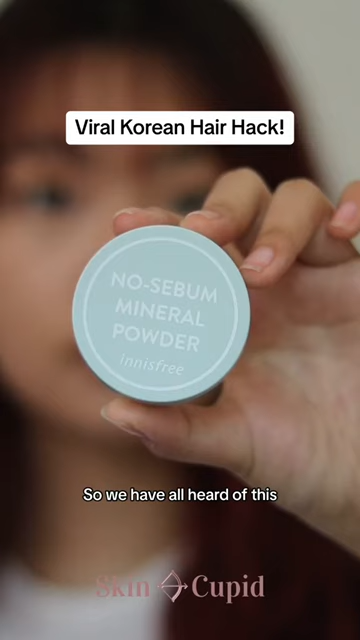 Viral Korean Hair Hack!
NO-SEBUM
MINERAL
POWDER
innisfree
So we have all heard of this
Skin Cupid